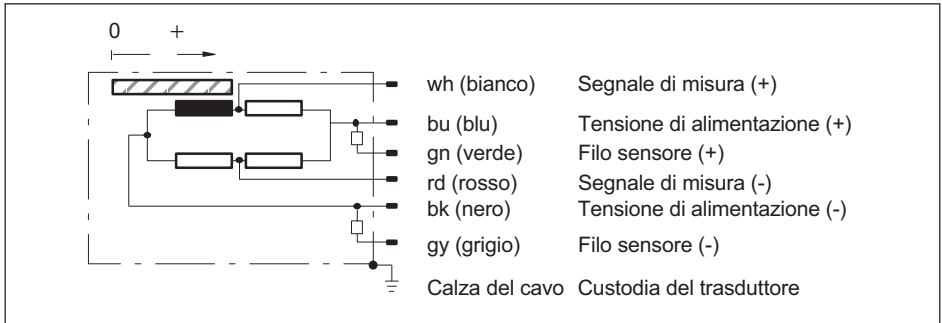 0 +
wh (bianco) Segnale di misura (+)
bu (blu) Tensione di alimentazione (+)
gn (verde) Filo sensore (+)
rd (rosso) Segnale di misura (-)
bk (nero) Tensione di alimentazione (-)
gy (grigio) Filo sensore (-)
Calza del cavo Custodia del trasduttore